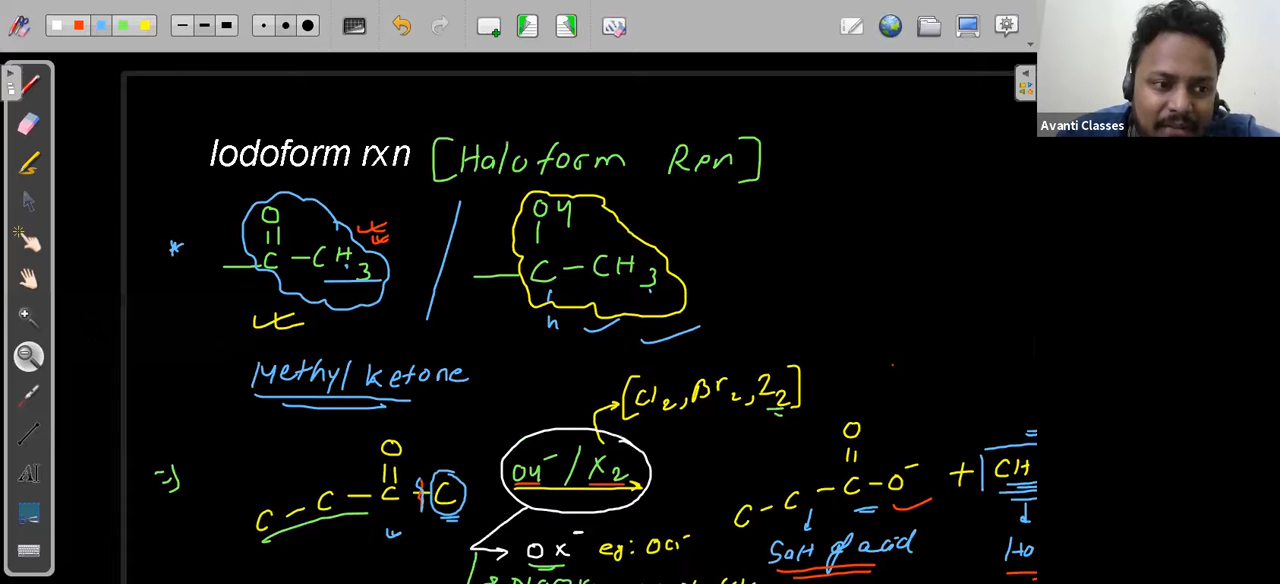 Avanti Classes
Iodoform rxn [Haloform Rxn]
O OH
C – CH3 / C – CH3
H
Methyl Ketone
[Cl2, Br2, I2]
O O
=> C – C – C + C OH⁻ / X2 C – C – C – O⁻ + CH
→ OX⁻ eg: OCl⁻ Salt of acid